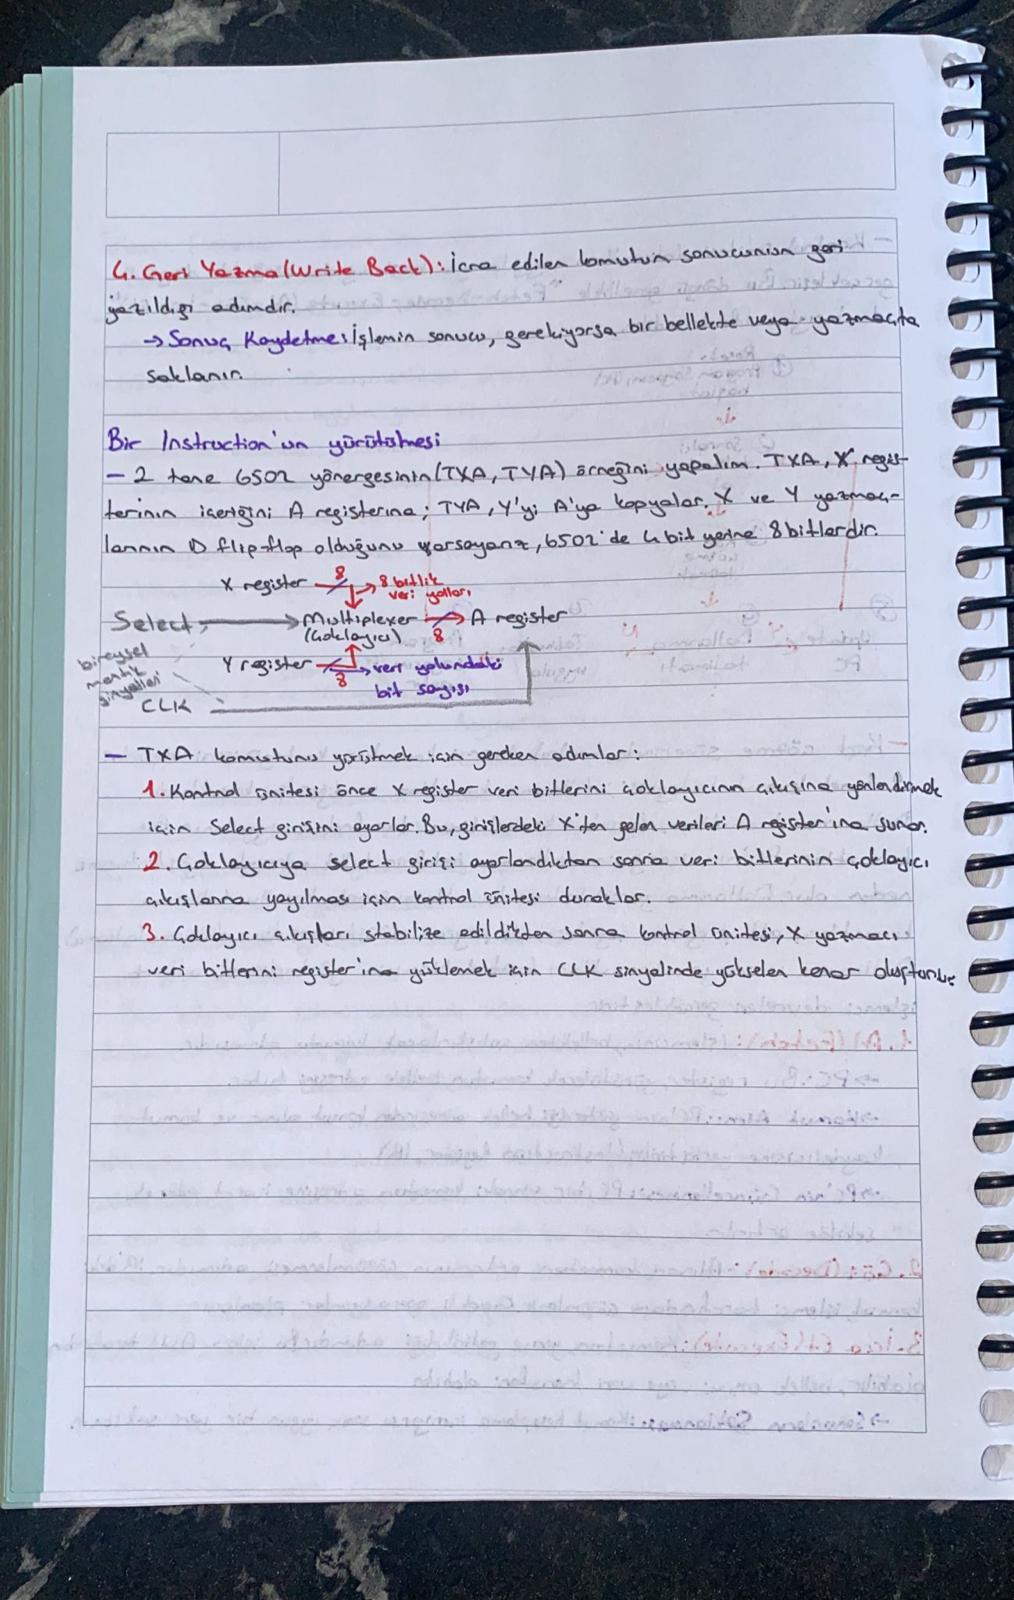 4. Geri Yazma (Write Back): İcra edilen komutun sonucunun geri
yazıldığı adımdır.
→ Sonuç Kaydetme: İşlemin sonucu, gerekiyorsa bir bellekte veya yazmaçta
saklanır.
Bir Instruction'un yürütülmesi
- 2 tane 6502 yönergesinin (TXA, TYA) örneğini yapalım. TXA, X regis-
terinin içeriğini A registerına; TYA, Y'yi A'ya kopyalar. X ve Y yazmaç-
larının D flip-flop olduğunu varsayarız, 6502'de 4 bit yerine 8 bitlerdir.
X register 8 → 8 bitlik
veri yolları
Select → Multiplexer 8 → A register
(Çoklayıcı)
Y register 8 → veri yolundaki
bit sayısı
bireysel
mantık
sinyalleri
CLK
- TXA komutunu yürütmek için gereken adımlar:
1. Kontrol ünitesi önce X register veri bitlerini çoklayıcının çıkışına yönlendirmek
için Select girişini ayarlar. Bu, girişlerdeki X'ten gelen verileri A register'ına sunar.
2. Çoklayıcıya select girişi ayarlandıktan sonra veri bitlerinin çoklayıcı
çıkışlarına yayılması için kontrol ünitesi duraklar.
3. Çoklayıcı çıkışları stabilize edildikten sonra kontrol ünitesi, X yazmacı
veri bitlerini register'ına yüklemek için CLK sinyalinde yükselen kenar oluşturur.